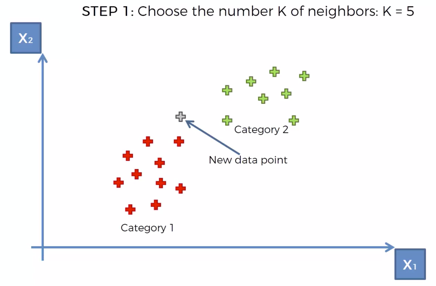 STEP 1: Choose the number K of neighbors: K = 5
X2
Category 2
New data point
Category 1
X1